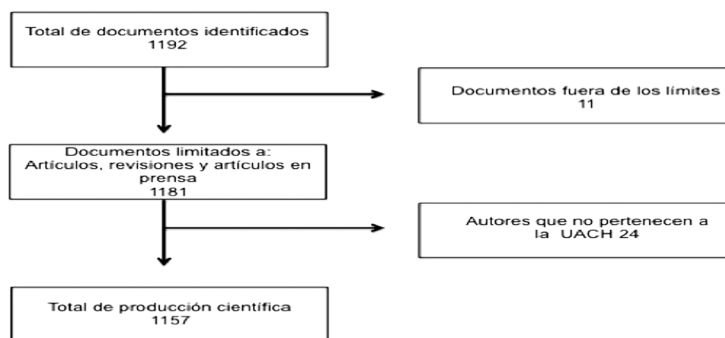 Total de documentos identificados
1192
Documentos fuera de los límites
11
Documentos limitados a:
Artículos, revisiones y artículos en
prensa
1181
Autores que no pertenecen a
la UACH 24
Total de producción científica
1157